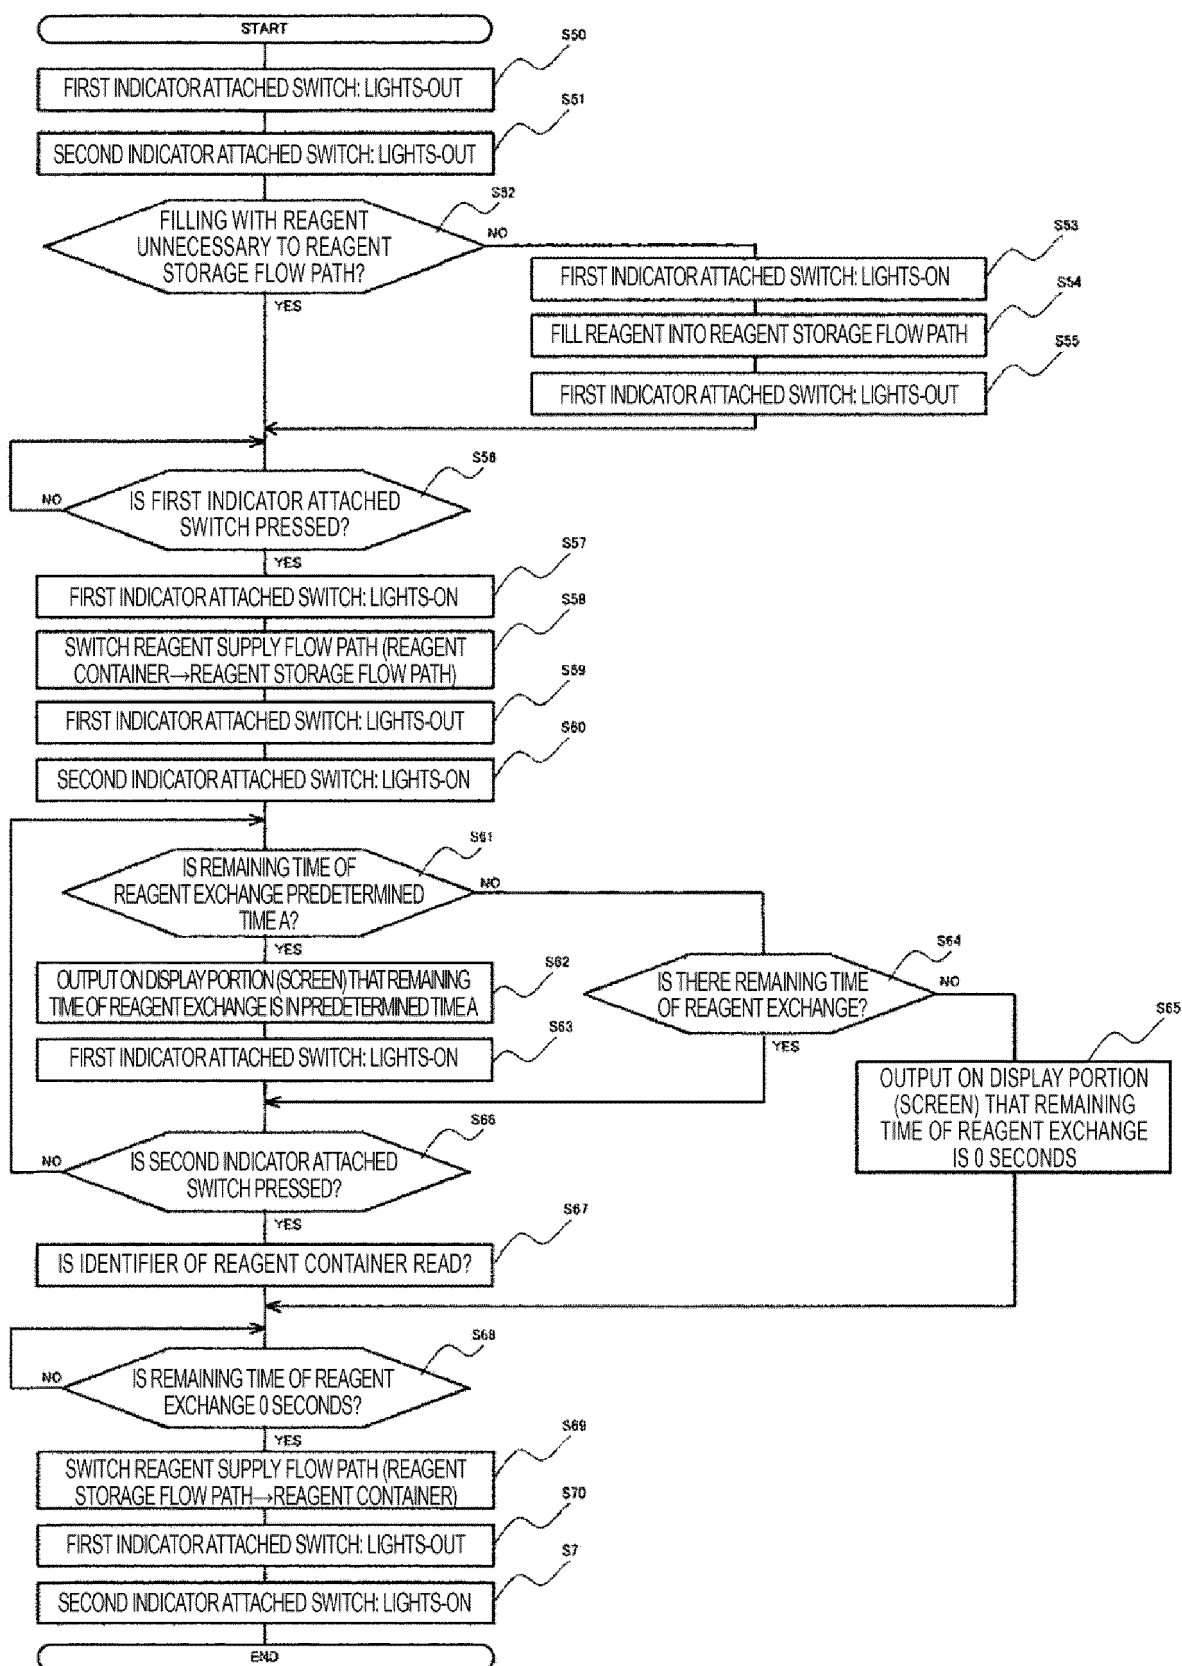 START
S50
FIRST INDICATOR ATTACHED SWITCH: LIGHTS-OUT
S51
SECOND INDICATOR ATTACHED SWITCH: LIGHTS-OUT
S52
FILLING WITH REAGENT
UNNECESSARY TO REAGENT
STORAGE FLOW PATH?
NO
YES
S53
FIRST INDICATOR ATTACHED SWITCH: LIGHTS-ON
S54
FILL REAGENT INTO REAGENT STORAGE FLOW PATH
S55
FIRST INDICATOR ATTACHED SWITCH: LIGHTS-OUT
S56
IS FIRST INDICATOR ATTACHED
SWITCH PRESSED?
NO
YES
S57
FIRST INDICATOR ATTACHED SWITCH: LIGHTS-ON
S58
SWITCH REAGENT SUPPLY FLOW PATH (REAGENT
CONTAINER→REAGENT STORAGE FLOW PATH)
S59
FIRST INDICATOR ATTACHED SWITCH: LIGHTS-OUT
S60
SECOND INDICATOR ATTACHED SWITCH: LIGHTS-ON
S61
IS REMAINING TIME OF
REAGENT EXCHANGE PREDETERMINED
TIME A?
NO
YES
S62
OUTPUT ON DISPLAY PORTION (SCREEN) THAT REMAINING
TIME OF REAGENT EXCHANGE IS IN PREDETERMINED TIME A
S63
FIRST INDICATOR ATTACHED SWITCH: LIGHTS-ON
S64
IS THERE REMAINING TIME
OF REAGENT EXCHANGE?
NO
YES
S65
OUTPUT ON DISPLAY PORTION
(SCREEN) THAT REMAINING
TIME OF REAGENT EXCHANGE
IS 0 SECONDS
S66
IS SECOND INDICATOR ATTACHED
SWITCH PRESSED?
NO
YES
S67
IS IDENTIFIER OF REAGENT CONTAINER READ?
S68
IS REMAINING TIME OF REAGENT
EXCHANGE 0 SECONDS?
NO
YES
S69
SWITCH REAGENT SUPPLY FLOW PATH (REAGENT
STORAGE FLOW PATH→REAGENT CONTAINER)
S70
FIRST INDICATOR ATTACHED SWITCH: LIGHTS-OUT
S7
SECOND INDICATOR ATTACHED SWITCH: LIGHTS-ON
END